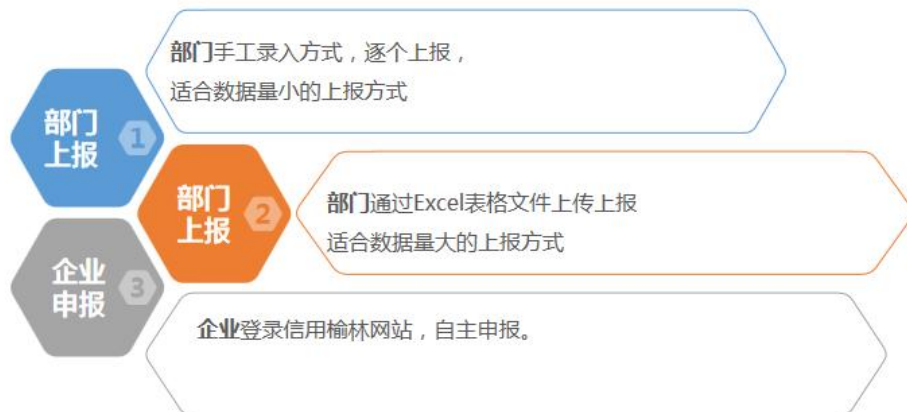 部门手工录入方式，逐个上报，
适合数据量小的上报方式
部门
上报
1
部门
上报
2
部门通过Excel表格文件上传上报
适合数据量大的上报方式
企业
申报
3
企业登录信用榆林网站，自主申报。